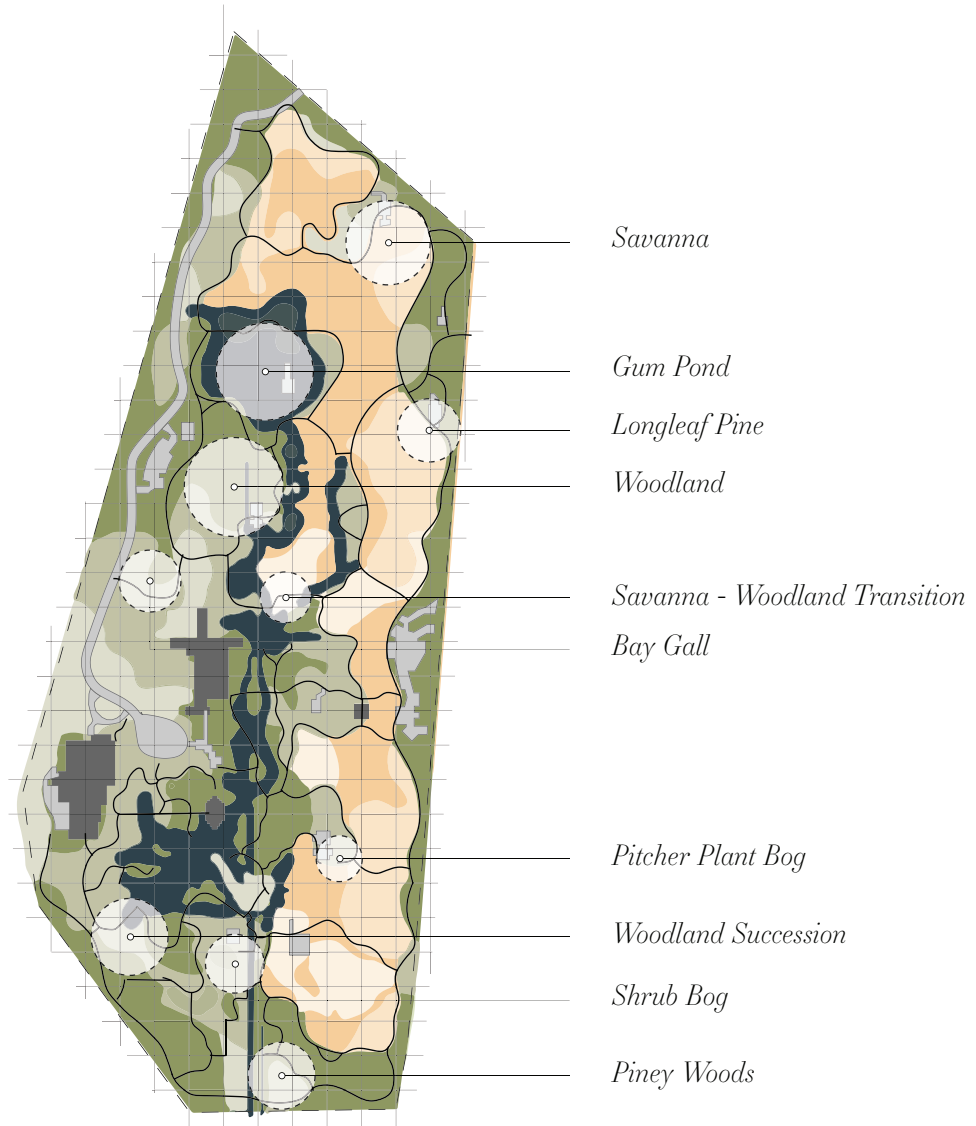 Savanna
Gum Pond
Longleaf Pine
Woodland
Savanna - Woodland Transition
Bay Gall
Pitcher Plant Bog
Woodland Succession
Shrub Bog
Piney Woods